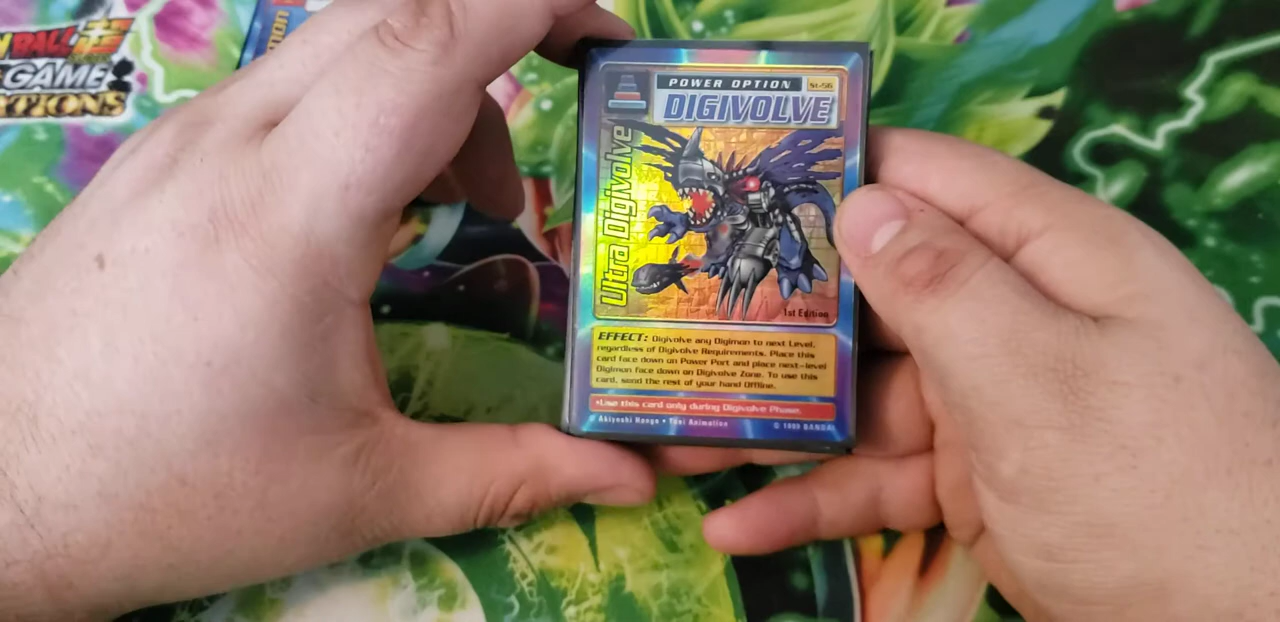 BALL
GAME
POWER OPTION
St-56
DIGIVOLVE
Ultra Digivolve
1st Edition
EFFECT: Digivolve any Digimon to next Level,
regardless of Digivolve Requirements. Place this
card face down on Power Port and place next-level
Digimon face down on Digivolve Zone. To use this
card, send the rest of your hand Offline.
•Use this card only during Digivolve Phase.
Akiyoshi Hongo • Toei Animation
© 1999 BANDAI